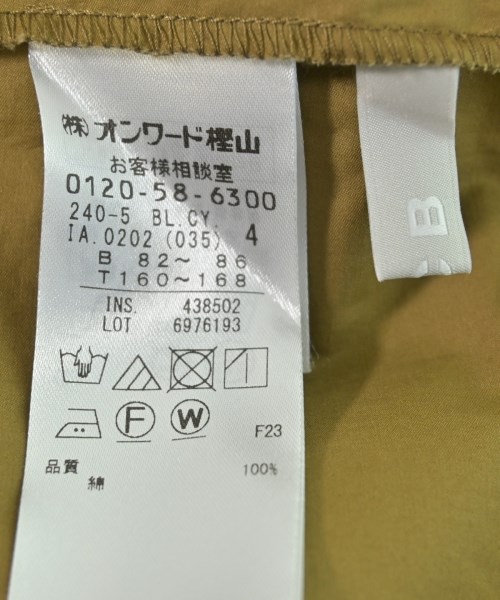 (株)オンワード樫山
お客様相談室
0120-58-6300
240-5 BL.CY.
IA.0202 (035) 4
B 82〜 86
T 160〜168
INS. 438502
LOT 6976193
F W
F23
品質 100%
綿
B